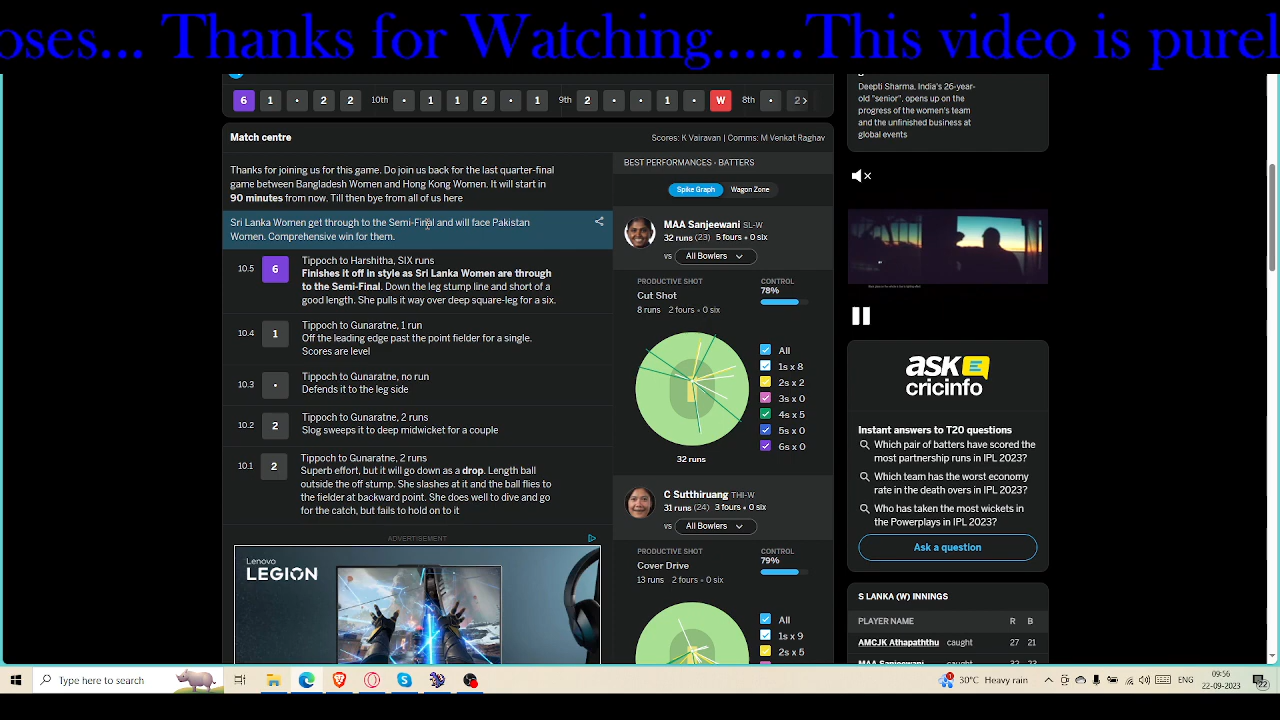 oses... Thanks for Watching......This video is purel
6 1 • 2 2 10th • 1 1 2 • 1 9th 2 • • 1 • W 8th • 2
Match centre
Scores: K Vairavan | Comms: M Venkat Raghav
Thanks for joining us for this game. Do join us back for the last quarter-final
game between Bangladesh Women and Hong Kong Women. It will start in
90 minutes from now. Till then bye from all of us here
Sri Lanka Women get through to the Semi-Final and will face Pakistan
Women. Comprehensive win for them.
10.5 6 Tippoch to Harshitha, SIX runs
Finishes it off in style as Sri Lanka Women are through
to the Semi-Final. Down the leg stump line and short of a
good length. She pulls it way over deep square-leg for a six.
10.4 1 Tippoch to Gunaratne, 1 run
Off the leading edge past the point fielder for a single.
Scores are level
10.3 • Tippoch to Gunaratne, no run
Defends it to the leg side
10.2 2 Tippoch to Gunaratne, 2 runs
Slog sweeps it to deep midwicket for a couple
10.1 2 Tippoch to Gunaratne, 2 runs
Superb effort, but it will go down as a drop. Length ball
outside the off stump. She slashes at it and the ball flies to
the fielder at backward point. She does well to dive and go
for the catch, but fails to hold on to it
ADVERTISEMENT
Lenovo
LEGION
BEST PERFORMANCES - BATTERS
Spike Graph Wagon Zone
MAA Sanjeewani SL-W
32 runs (23) 5 fours • 0 six
vs All Bowlers
PRODUCTIVE SHOT CONTROL
Cut Shot 78%
8 runs 2 fours • 0 six
All
1s x 8
2s x 2
3s x 0
4s x 5
5s x 0
6s x 0
32 runs
C Sutthiruang THI-W
31 runs (24) 3 fours • 0 six
vs All Bowlers
PRODUCTIVE SHOT CONTROL
Cover Drive 79%
13 runs 2 fours • 0 six
All
1s x 9
2s x 5
Deepti Sharma, India's 26-year-
old "senior", opens up on the
progress of the women's team
and the unfinished business at
global events
ask
cricinfo
Instant answers to T20 questions
Which pair of batters have scored the
most partnership runs in IPL 2023?
Which team has the worst economy
rate in the death overs in IPL 2023?
Who has taken the most wickets in
the Powerplays in IPL 2023?
Ask a question
S LANKA (W) INNINGS
PLAYER NAME R B
AMCJK Athapaththu caught 27 21
MAA Sanjeewani caught 32 23
Type here to search
30°C Heavy rain
ENG
09:56
22-09-2023
22